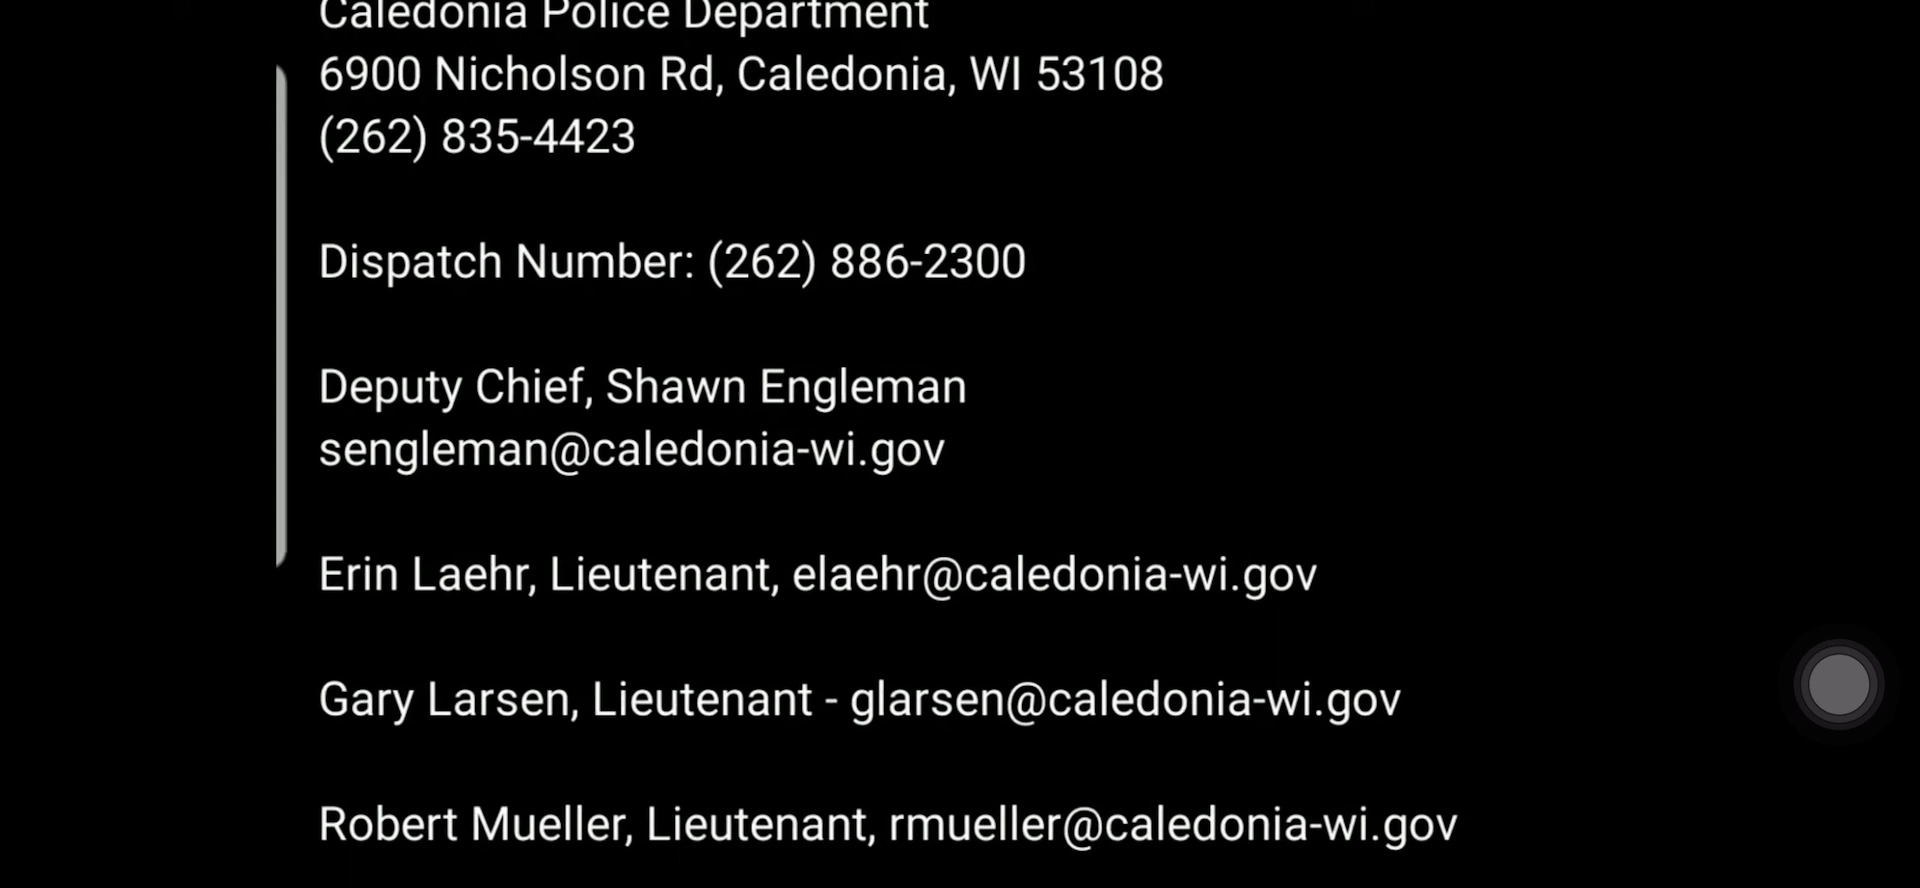 Caledonia Police Department
6900 Nicholson Rd, Caledonia, WI 53108
(262) 835-4423
Dispatch Number: (262) 886-2300
Deputy Chief, Shawn Engleman
sengleman@caledonia-wi.gov
Erin Laehr, Lieutenant, elaehr@caledonia-wi.gov
Gary Larsen, Lieutenant - glarsen@caledonia-wi.gov
Robert Mueller, Lieutenant, rmueller@caledonia-wi.gov